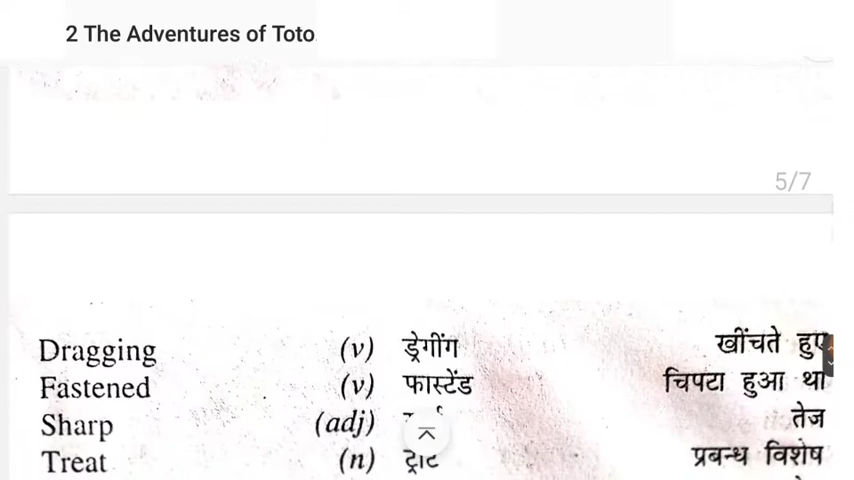 2 The Adventures of Toto
5/7
Dragging (v) ड्रेगींग खींचते हुए
Fastened (v) फास्टेंड चिपटा हुआ था
Sharp (adj) तेज
Treat (n) ट्रीट प्रबन्ध विशेष